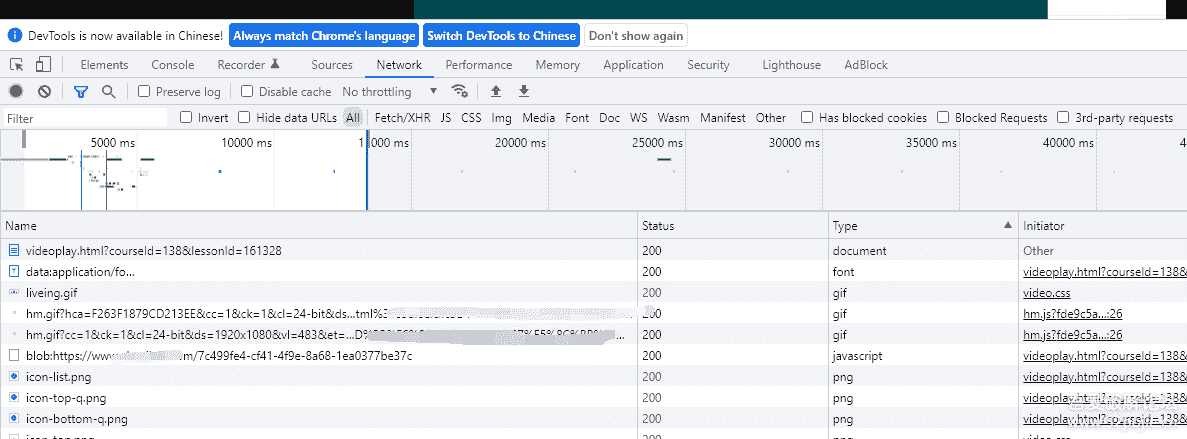 DevTools is now available in Chinese! Always match Chrome's language Switch DevTools to Chinese Don't show again
Elements Console Recorder Sources Network Performance Memory Application Security Lighthouse AdBlock
Preserve log Disable cache No throttling
Filter Invert Hide data URLs All Fetch/XHR JS CSS Img Media Font Doc WS Wasm Manifest Other Has blocked cookies Blocked Requests 3rd-party requests
5000 ms 10000 ms 1 000 ms 20000 ms 25000 ms 30000 ms 35000 ms 40000 ms 4
Name Status Type Initiator
videoplay.html?courseId=138&lessonId=161328 200 document Other
data:application/fo... 200 font videoplay.html?courseId=138&
liveing.gif 200 gif video.css
hm.gif?hca=F263F1879CD213EE&cc=1&ck=1&cl=24-bit&ds...tml% 200 gif hm.js?fde9c5a...:26
hm.gif?cc=1&ck=1&cl=24-bit&ds=1920x1080&vl=483&et=... 200 gif hm.js?fde9c5a...:26
blob:https://www. m/7c499fe4-cf41-4f9e-8a68-1ea0377be37c 200 javascript videoplay.html?courseId=138&
icon-list.png 200 png videoplay.html?courseId=138&
icon-top-q.png 200 png videoplay.html?courseId=138&
icon-bottom-q.png 200 png videoplay.html?courseId=138&